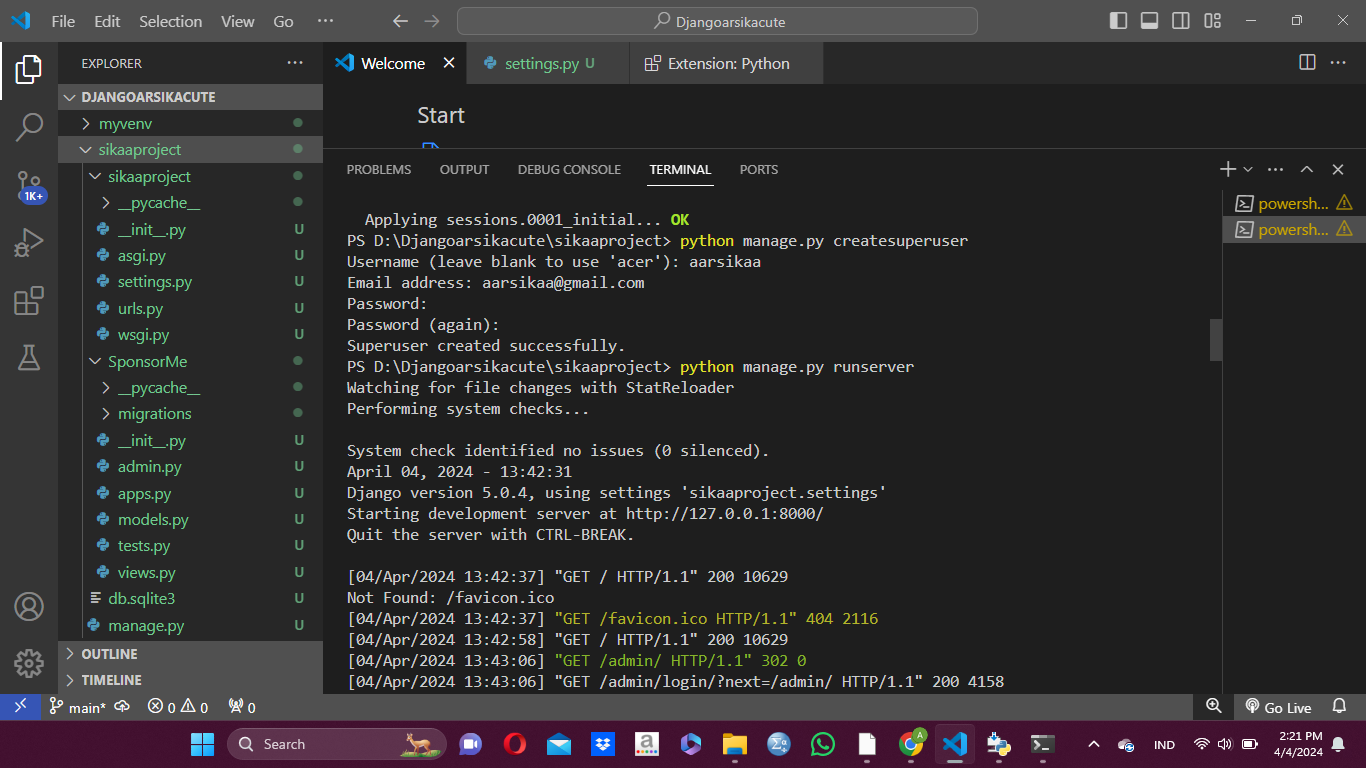 File Edit Selection View Go ··· Djangoarsikacute
EXPLORER ···
Welcome settings.py U Extension: Python
DJANGOARSIKACUTE
myvenv
sikaaproject
sikaaproject
__pycache__
__init__.py U
asgi.py U
settings.py U
urls.py U
wsgi.py U
SponsorMe
__pycache__
migrations
__init__.py U
admin.py U
apps.py U
models.py U
tests.py U
views.py U
db.sqlite3 U
manage.py U
OUTLINE
TIMELINE
1K+
Start
PROBLEMS OUTPUT DEBUG CONSOLE TERMINAL PORTS
powersh...
powersh...
Applying sessions.0001_initial... OK
PS D:\Djangoarsikacute\sikaaproject> python manage.py createsuperuser
Username (leave blank to use 'acer'): aarsikaa
Email address: aarsikaa@gmail.com
Password:
Password (again):
Superuser created successfully.
PS D:\Djangoarsikacute\sikaaproject> python manage.py runserver
Watching for file changes with StatReloader
Performing system checks...
System check identified no issues (0 silenced).
April 04, 2024 - 13:42:31
Django version 5.0.4, using settings 'sikaaproject.settings'
Starting development server at http://127.0.0.1:8000/
Quit the server with CTRL-BREAK.
[04/Apr/2024 13:42:37] "GET / HTTP/1.1" 200 10629
Not Found: /favicon.ico
[04/Apr/2024 13:42:37] "GET /favicon.ico HTTP/1.1" 404 2116
[04/Apr/2024 13:42:58] "GET / HTTP/1.1" 200 10629
[04/Apr/2024 13:43:06] "GET /admin/ HTTP/1.1" 302 0
[04/Apr/2024 13:43:06] "GET /admin/login/?next=/admin/ HTTP/1.1" 200 4158
main* 0 0 0 Go Live
Search IND 2:21 PM
4/4/2024